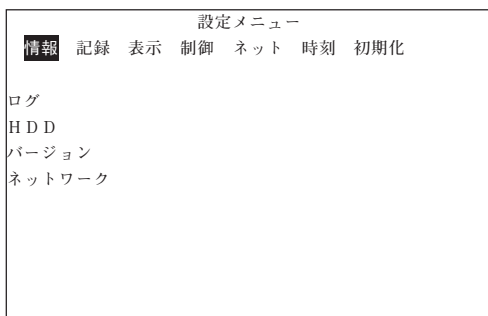 設定メニュー
情報 記録 表示 制御 ネット 時刻 初期化
ログ
ＨＤＤ
バージョン
ネットワーク